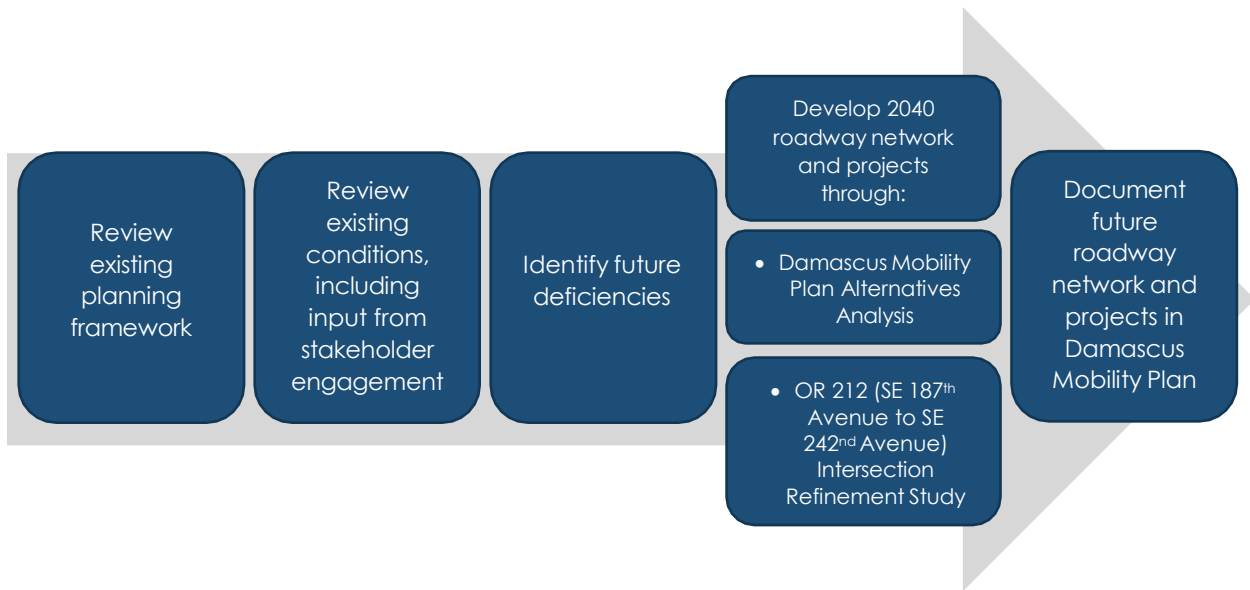 Review
existing
planning
framework
Review
existing
conditions,
including
input from
stakeholder
engagement
Identify future
deficiencies
Develop 2040
roadway network
and projects
through:
• Damascus Mobility
Plan Alternatives
Analysis
• OR 212 (SE 187th
Avenue to SE
242nd Avenue)
Intersection
Refinement Study
Document
future
roadway
network and
projects in
Damascus
Mobility Plan